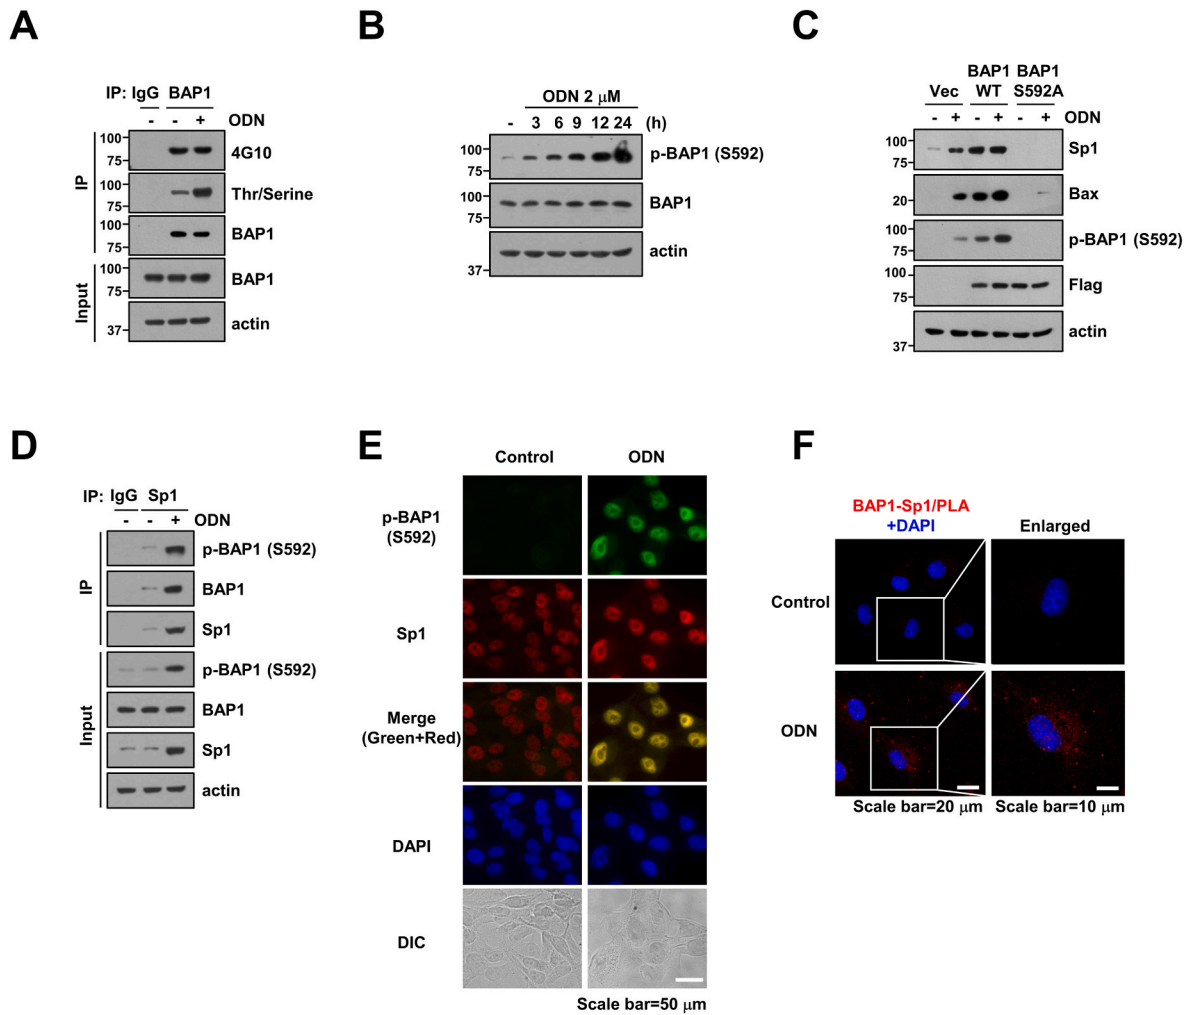 A
IP: IgG BAP1
- - + ODN
IP
100
75
4G10
100
75
Thr/Serine
100
75
BAP1
Input
100
75
BAP1
37
actin
B
ODN 2 μM
- 3 6 9 12 24 (h)
100
75
p-BAP1 (S592)
100
75
BAP1
37
actin
C
BAP1 BAP1
Vec WT S592A
- + - + - + ODN
100
75
Sp1
20
Bax
100
75
p-BAP1 (S592)
100
75
Flag
37
actin
D
IP: IgG Sp1
- - + ODN
IP
p-BAP1 (S592)
BAP1
Sp1
Input
p-BAP1 (S592)
BAP1
Sp1
actin
E
Control ODN
p-BAP1
(S592)
Sp1
Merge
(Green+Red)
DAPI
DIC
Scale bar=50 μm
F
BAP1-Sp1/PLA
+DAPI Enlarged
Control
ODN
Scale bar=20 μm Scale bar=10 μm